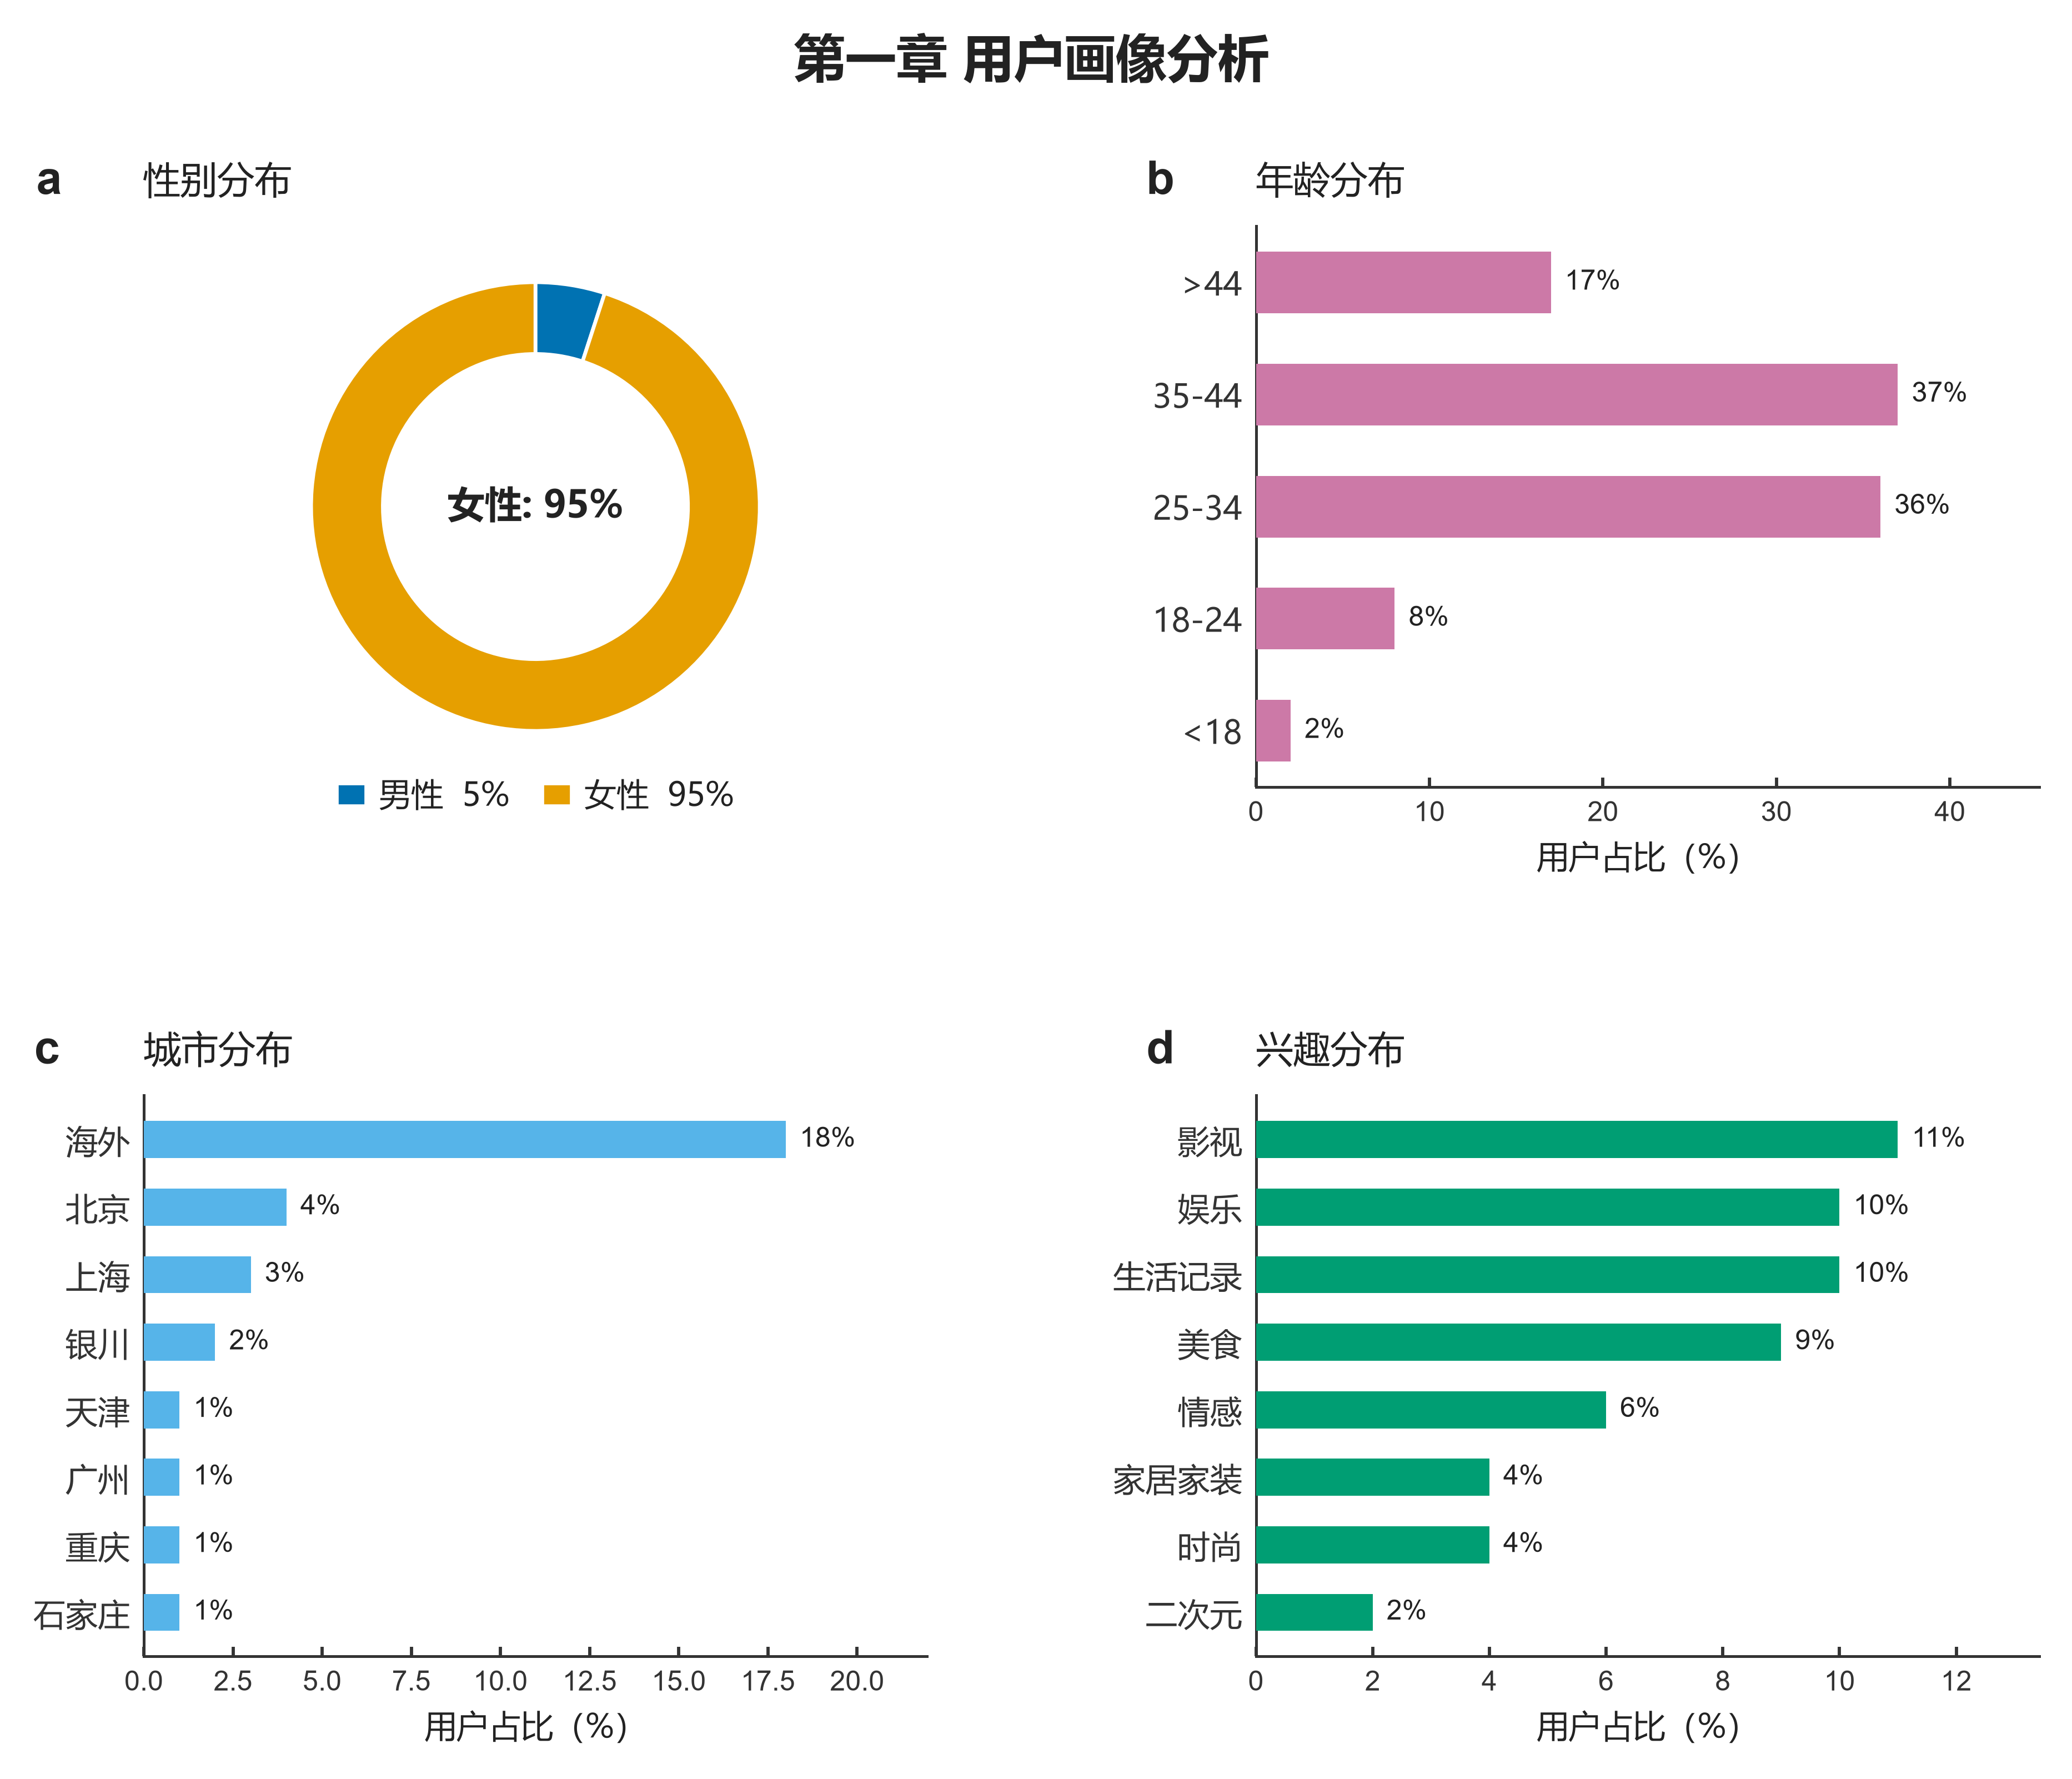 第一章 用户画像分析
a 性别分布
女性: 95%
男性 5% 女性 95%
b 年龄分布
>44 17%
35-44 37%
25-34 36%
18-24 8%
<18 2%
0 10 20 30 40
用户占比（%）
c 城市分布
海外 18%
北京 4%
上海 3%
银川 2%
天津 1%
广州 1%
重庆 1%
石家庄 1%
0.0 2.5 5.0 7.5 10.0 12.5 15.0 17.5 20.0
用户占比（%）
d 兴趣分布
影视 11%
娱乐 10%
生活记录 10%
美食 9%
情感 6%
家居家装 4%
时尚 4%
二次元 2%
0 2 4 6 8 10 12
用户占比（%）